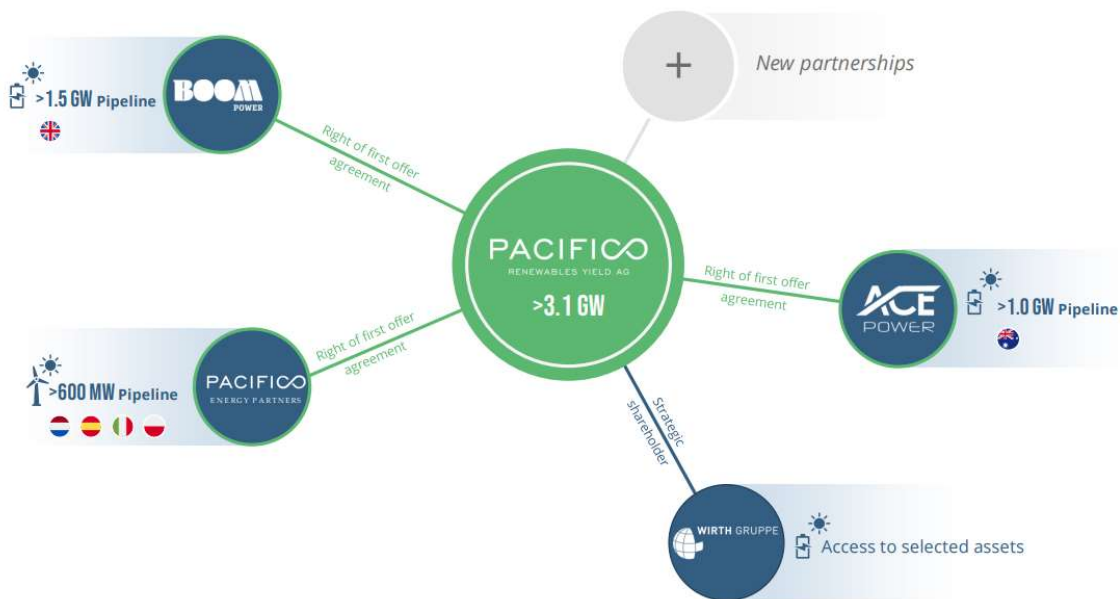 BOOM
POWER
>1.5 GW Pipeline
Right of first offer
agreement
+
New partnerships
PACIFICO
RENEWABLES YIELD AG
>3.1 GW
Right of first offer
agreement
ACE
POWER
>1.0 GW Pipeline
Right of first offer
agreement
PACIFICO
ENERGY PARTNERS
>600 MW Pipeline
Strategic
shareholder
WIRTH GRUPPE
Access to selected assets